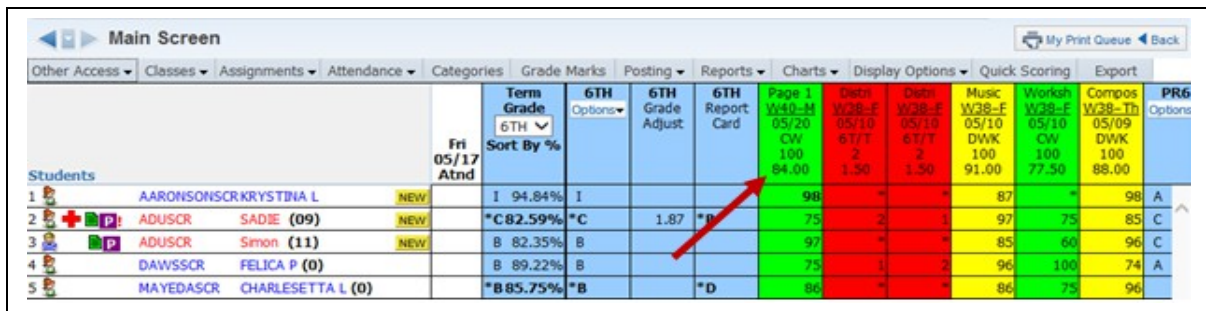 Main Screen
My Print Queue Back
Other Access Classes Assignments Attendance Categories Grade Marks Posting Reports Charts Display Options Quick Scoring Export
Students
Fri
05/17
Atnd
Term
Grade
6TH
Sort By %
6TH
Options
6TH
Grade
Adjust
6TH
Report
Card
Page 1
W40-M
05/20
CW
100
84.00
Distri
W38-F
05/10
6T/T
2
1.50
Distri
W38-F
05/10
6T/T
2
1.50
Music
W38-F
05/10
DWK
100
91.00
Worksh
W38-F
05/10
CW
100
77.50
Compos
W38-Th
05/09
DWK
100
88.00
PR6
Options
1 AARONSONSCR KRYSTINA L NEW I 94.84% I 98 * * 87 * 98 A
2 P! ADUSCR SADIE (09) NEW *C 82.59% *C 1.87 *B 75 2 1 97 75 85 C
3 P ADUSCR Simon (11) NEW B 82.35% B 97 * * 85 60 96 C
4 DAWSSCR FELICA P (0) B 89.22% B 75 1 2 96 100 74 A
5 MAYEDASCR CHARLESETTA L (0) *B 85.75% *B *D 86 * * 86 75 96